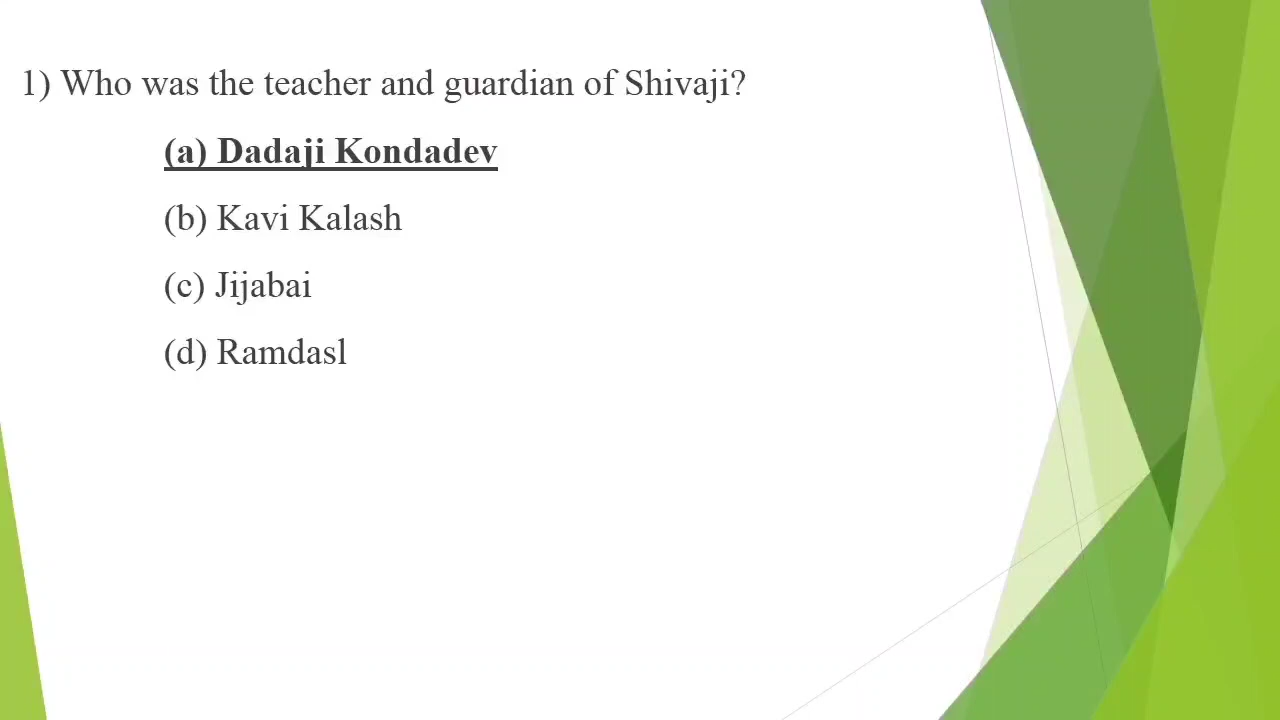 1) Who was the teacher and guardian of Shivaji?
(a) Dadaji Kondadev
(b) Kavi Kalash
(c) Jijabai
(d) Ramdasl